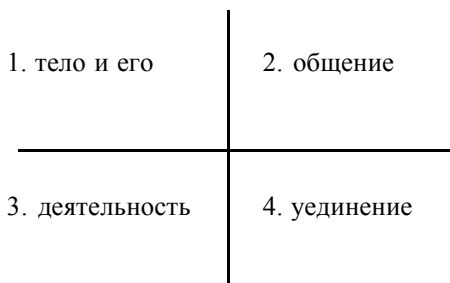 1. тело и его
2. общение
3. деятельность
4. уединение